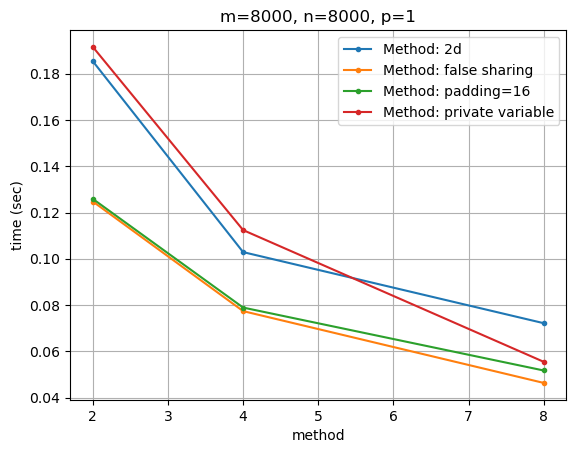 m=8000, n=8000, p=1
Method: 2d
Method: false sharing
Method: padding=16
Method: private variable
time (sec)
0.18
0.16
0.14
0.12
0.10
0.08
0.06
0.04
2 3 4 5 6 7 8
method